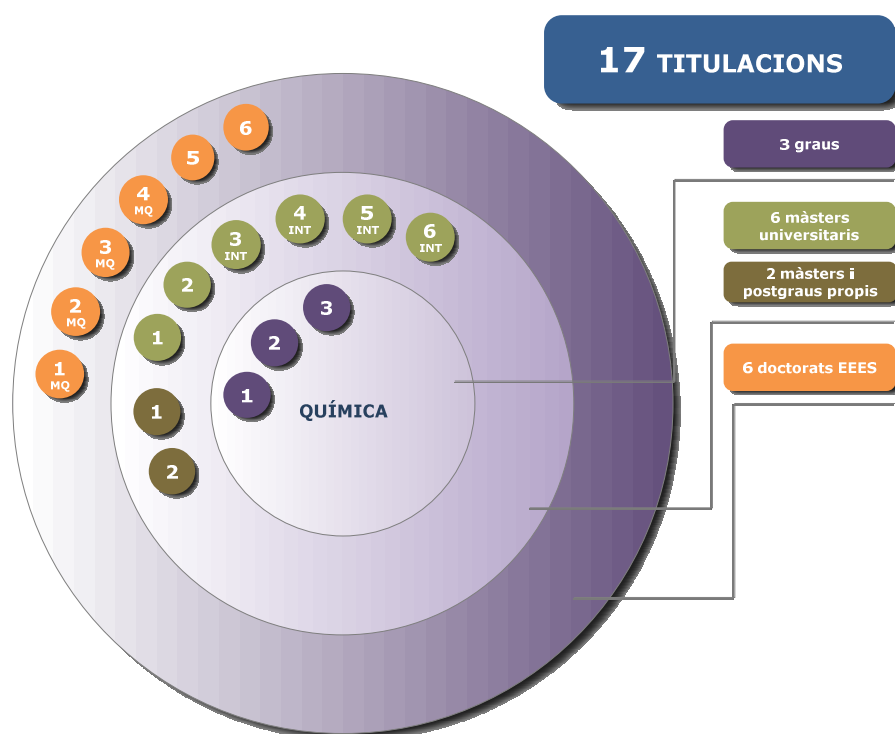 17 TITULACIONS
3 graus
6 màsters
universitaris
2 màsters i
postgraus propis
6 doctorats EEES
6
5
4
MQ
3
MQ
2
MQ
1
MQ
6
INT
5
INT
4
INT
3
INT
2
1
1
2
3
2
1
QUÍMICA